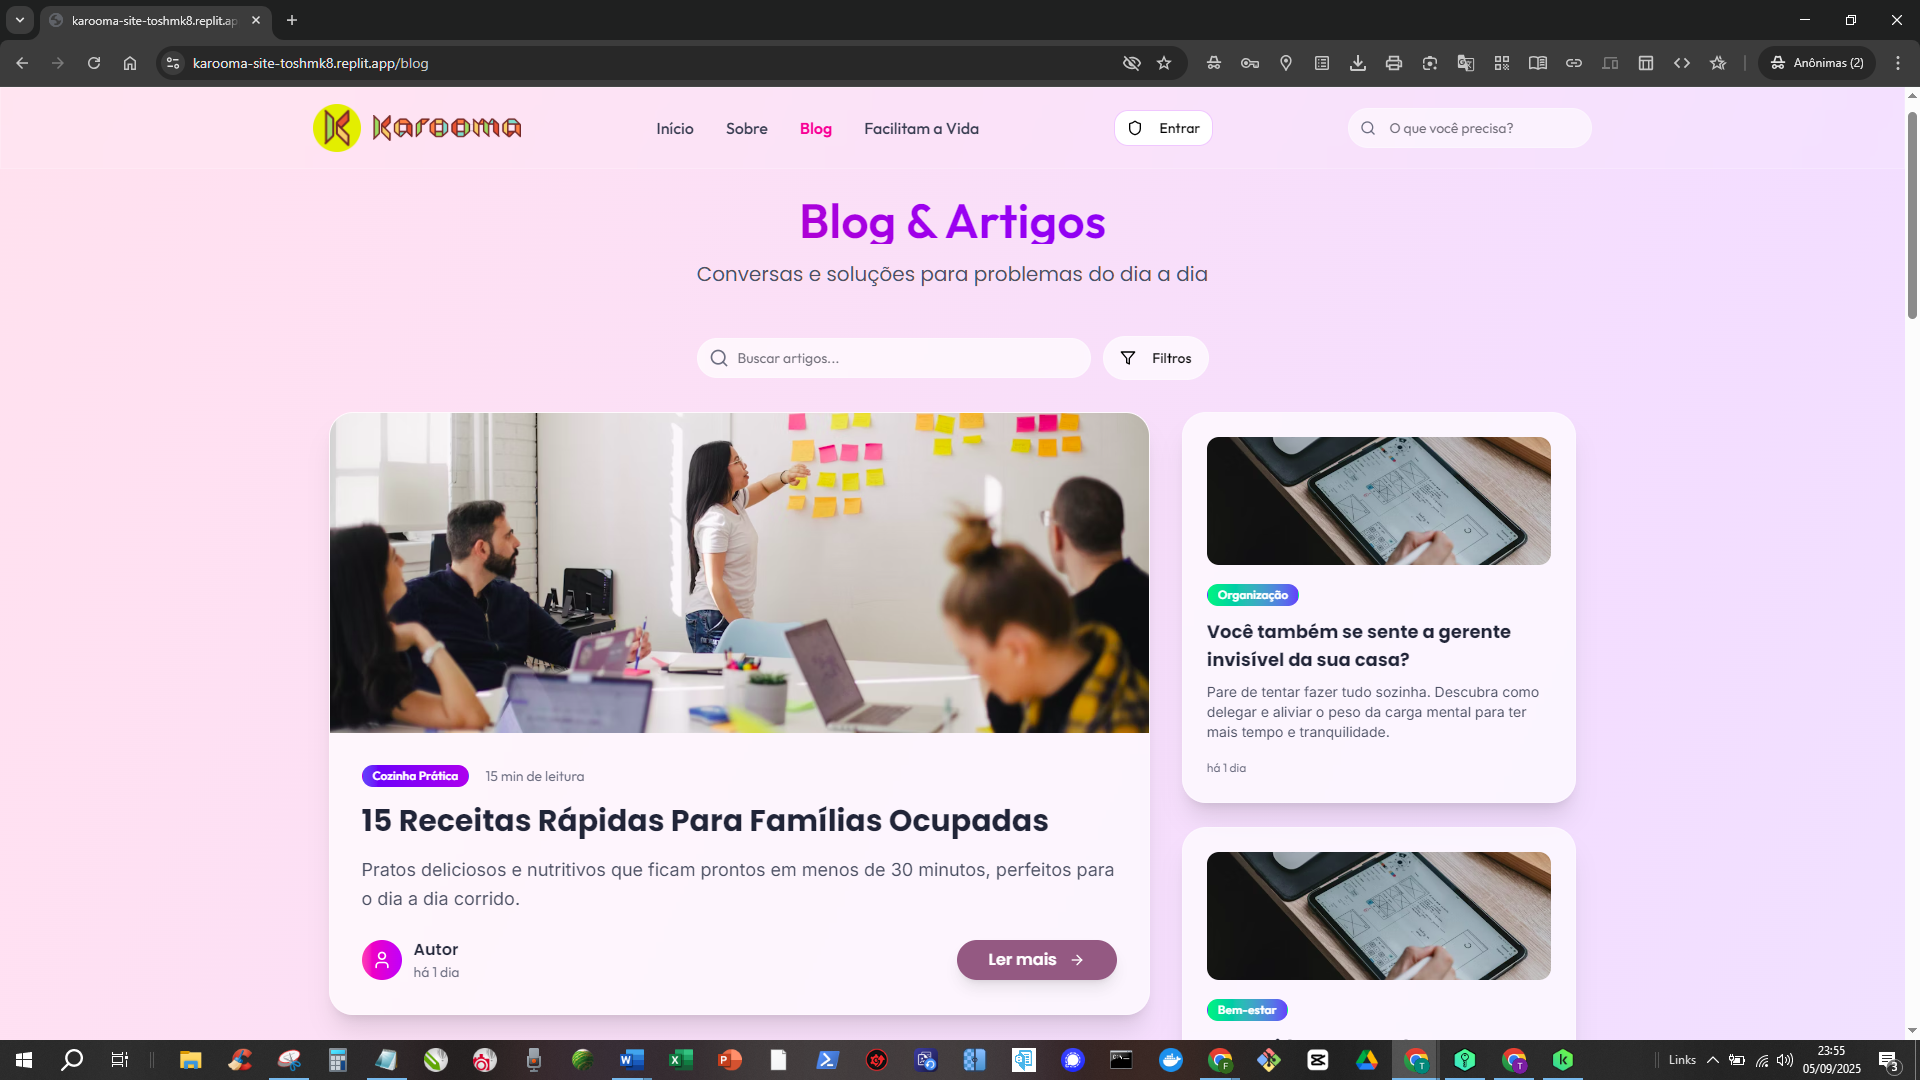 karooma-site-toshmk8.replit.ap
karooma-site-toshmk8.replit.app/blog
Anônimas (2)
Karooma
Início
Sobre
Blog
Facilitam a Vida
Entrar
O que você precisa?
Blog & Artigos
Conversas e soluções para problemas do dia a dia
Buscar artigos...
Filtros
Cozinha Prática
15 min de leitura
15 Receitas Rápidas Para Famílias Ocupadas
Pratos deliciosos e nutritivos que ficam prontos em menos de 30 minutos, perfeitos para
o dia a dia corrido.
Autor
há 1 dia
Ler mais
Organização
Você também se sente a gerente
invisível da sua casa?
Pare de tentar fazer tudo sozinha. Descubra como
delegar e aliviar o peso da carga mental para ter
mais tempo e tranquilidade.
há 1 dia
Bem-estar
Links
23:55
05/09/2025
3